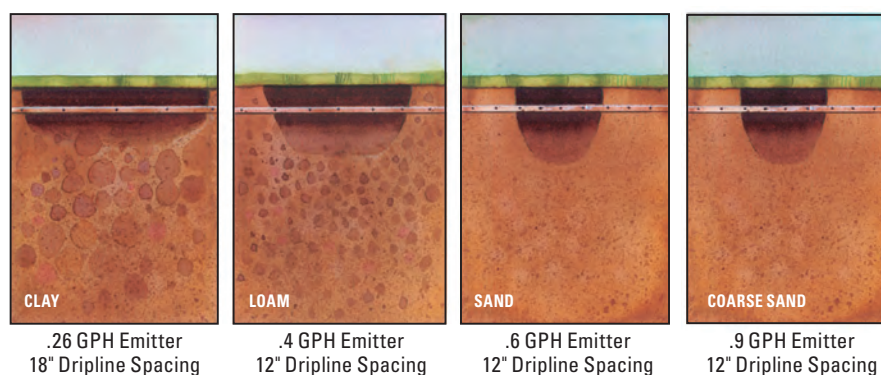 CLAY
.26 GPH Emitter
18" Dripline Spacing
LOAM
.4 GPH Emitter
12" Dripline Spacing
SAND
.6 GPH Emitter
12" Dripline Spacing
COARSE SAND
.9 GPH Emitter
12" Dripline Spacing